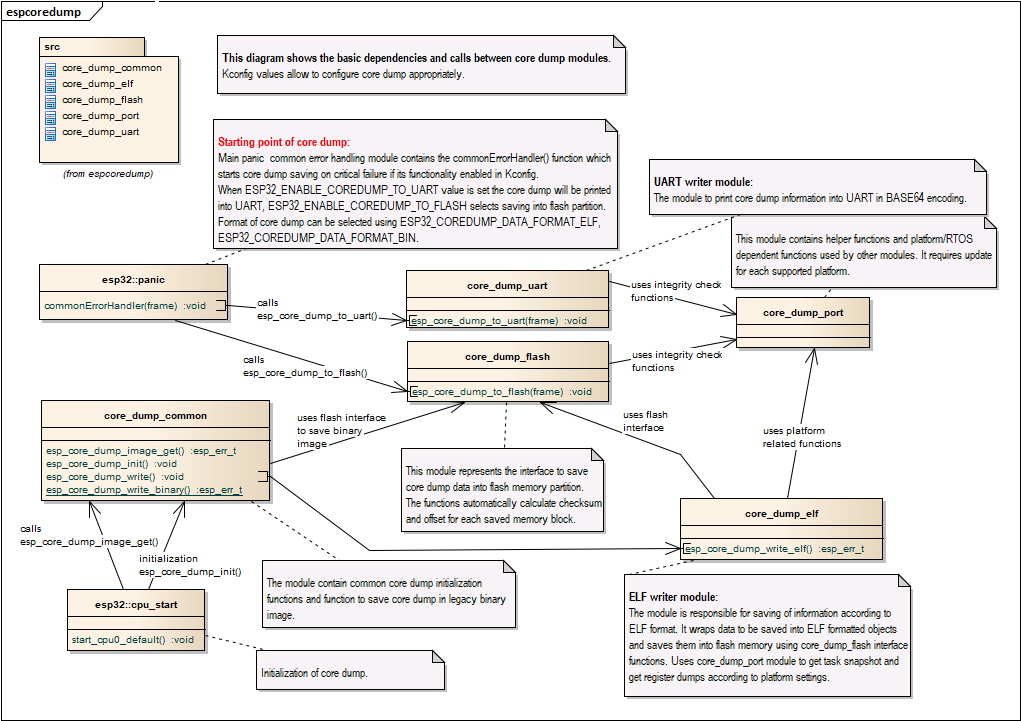 espcoredump
src
core_dump_common
core_dump_elf
core_dump_flash
core_dump_port
core_dump_uart
(from espcoredump)
This diagram shows the basic dependencies and calls between core dump modules.
Kconfig values allow to configure core dump appropriately.
Starting point of core dump:
Main panic common error handling module contains the commonErrorHandler() function which
starts core dump saving on critical failure if its functionality enabled in Kconfig.
When ESP32_ENABLE_COREDUMP_TO_UART value is set the core dump will be printed
into UART, ESP32_ENABLE_COREDUMP_TO_FLASH selects saving into flash partition.
Format of core dump can be selected using ESP32_COREDUMP_DATA_FORMAT_ELF,
ESP32_COREDUMP_DATA_FORMAT_BIN.
UART writer module:
The module to print core dump information into UART in BASE64 encoding.
This module contains helper functions and platform/RTOS
dependent functions used by other modules. It requires update
for each supported platform.
esp32::panic
commonErrorHandler(frame) :void
calls
esp_core_dump_to_uart()
core_dump_uart
esp_core_dump_to_uart(frame) :void
uses integrity check
functions
core_dump_port
calls
esp_core_dump_to_flash()
core_dump_flash
esp_core_dump_to_flash(frame) :void
uses integrity check
functions
core_dump_common
esp_core_dump_image_get() :esp_err_t
esp_core_dump_init() :void
esp_core_dump_write() :void
esp_core_dump_write_binary() :esp_err_t
uses flash interface
to save binary
image
uses flash
interface
uses platform
related functions
This module represents the interface to save
core dump data into flash memory partition.
The functions automatically calculate checksum
and offset for each saved memory block.
core_dump_elf
esp_core_dump_write_elf() :esp_err_t
calls
esp_core_dump_image_get()
initialization
esp_core_dump_init()
The module contain common core dump initialization
functions and function to save core dump in legacy binary
image.
esp32::cpu_start
start_cpu0_default() :void
Initialization of core dump.
ELF writer module:
The module is responsible for saving of information according to
ELF format. It wraps data to be saved into ELF formatted objects
and saves them into flash memory using core_dump_flash interface
functions. Uses core_dump_port module to get task snapshot and
get register dumps according to platform settings.